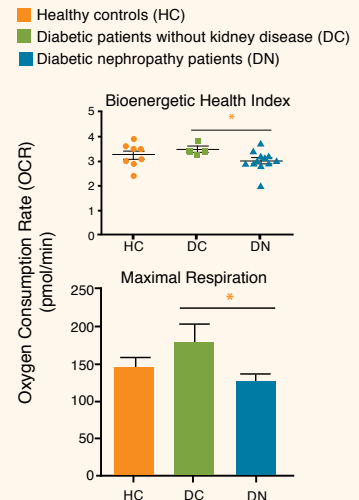 Healthy controls (HC)
Diabetic patients without kidney disease (DC)
Diabetic nephropathy patients (DN)
Oxygen Consumption Rate (OCR)
(pmol/min)
Bioenergetic Health Index
5
4
3
2
1
0
*
HC DC DN
Maximal Respiration
250
200
150
100
50
0
*
HC DC DN